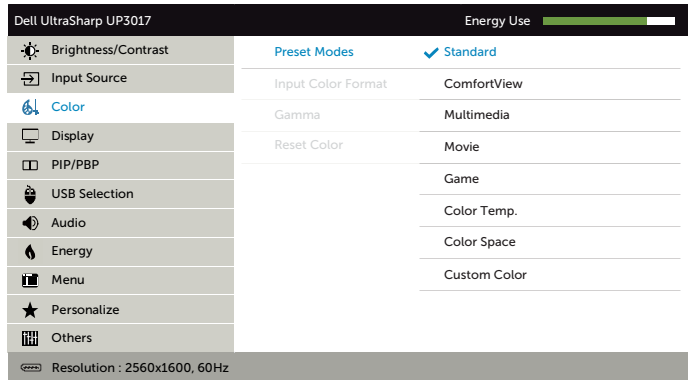 Dell UltraSharp UP3017 Energy Use
Brightness/Contrast Preset Modes Standard
Input Source Input Color Format ComfortView
Color Gamma Multimedia
Display Reset Color Movie
PIP/PBP Game
USB Selection Color Temp.
Audio Color Space
Energy Custom Color
Menu
Personalize
Others
Resolution : 2560x1600, 60Hz